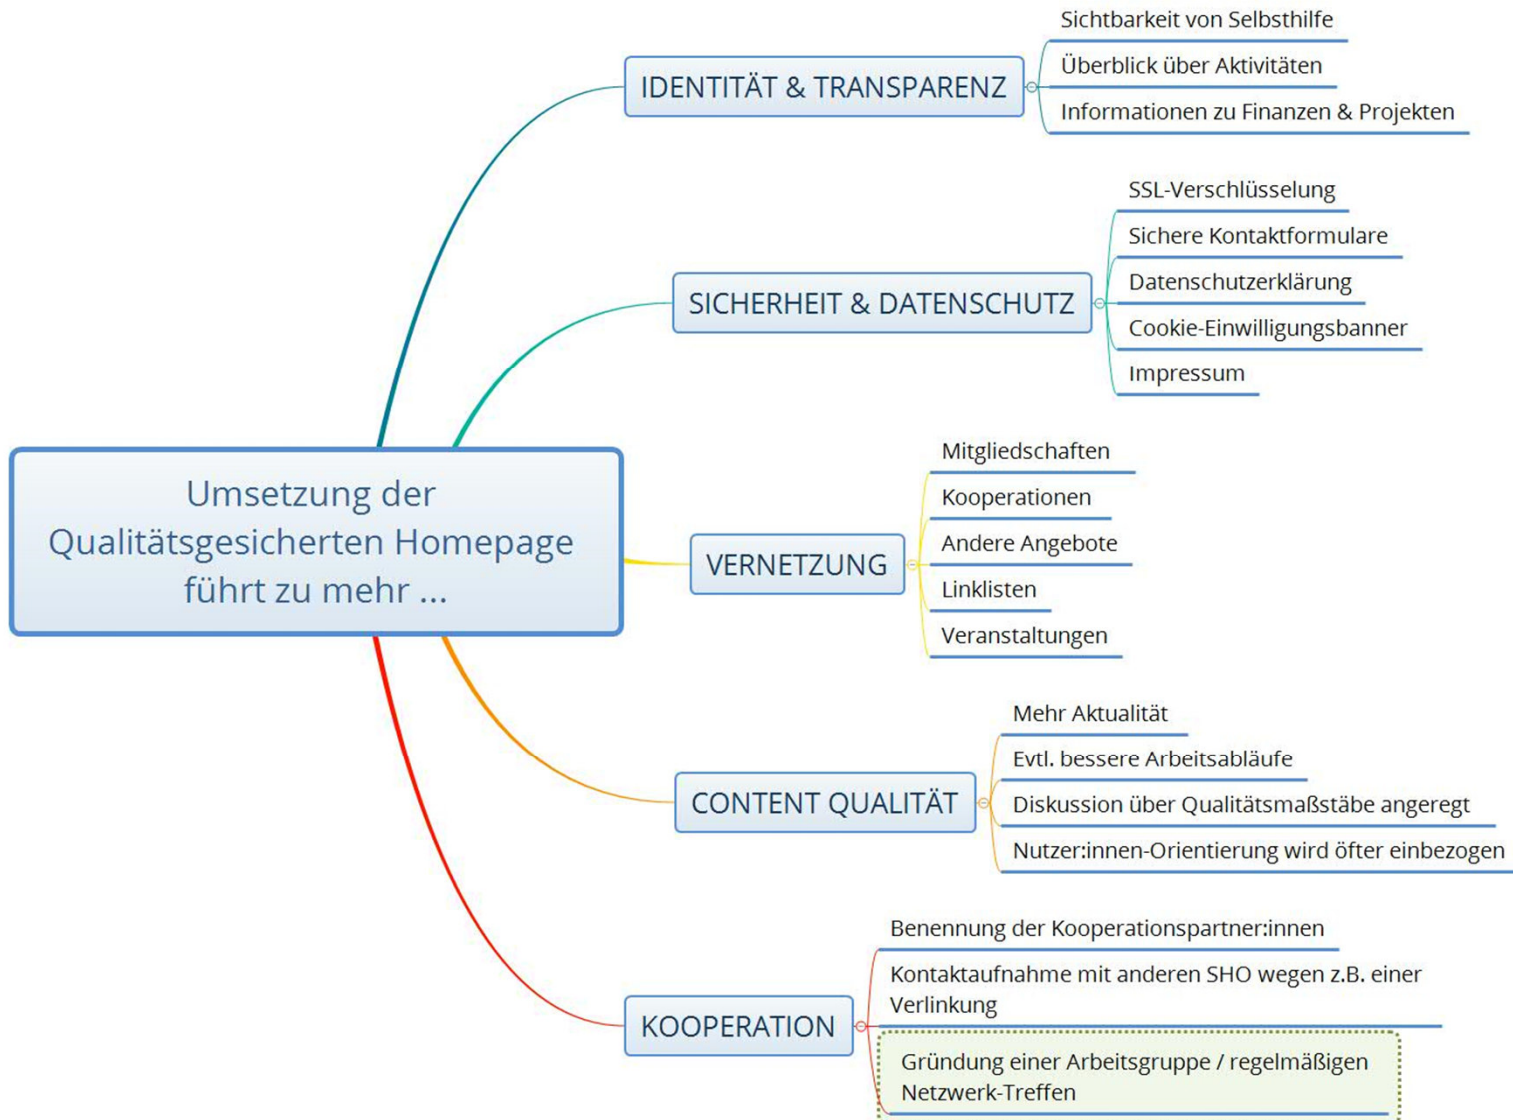 Umsetzung der
Qualitätsgesicherten Homepage
führt zu mehr ...
IDENTITÄT & TRANSPARENZ
Sichtbarkeit von Selbsthilfe
Überblick über Aktivitäten
Informationen zu Finanzen & Projekten
SICHERHEIT & DATENSCHUTZ
SSL-Verschlüsselung
Sichere Kontaktformulare
Datenschutzerklärung
Cookie-Einwilligungsbanner
Impressum
VERNETZUNG
Mitgliedschaften
Kooperationen
Andere Angebote
Linklisten
Veranstaltungen
CONTENT QUALITÄT
Mehr Aktualität
Evtl. bessere Arbeitsabläufe
Diskussion über Qualitätsmaßstäbe angeregt
Nutzer:innen-Orientierung wird öfter einbezogen
KOOPERATION
Benennung der Kooperationspartner:innen
Kontaktaufnahme mit anderen SHO wegen z.B. einer
Verlinkung
Gründung einer Arbeitsgruppe / regelmäßigen
Netzwerk-Treffen